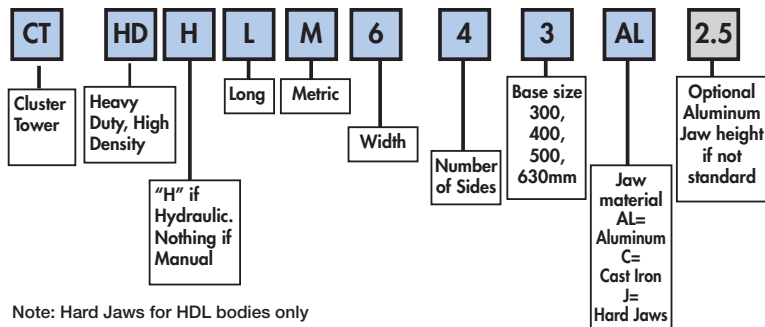 CT HD H L M 6 4 3 AL 2.5
Cluster
Tower
Heavy
Duty, High
Density
"H" if
Hydraulic.
Nothing if
Manual
Long
Metric
Width
Number
of Sides
Base size
300,
400,
500,
630mm
Jaw
material
AL=
Aluminum
C=
Cast Iron
J=
Hard Jaws
Optional
Aluminum
Jaw height
if not
standard
Note: Hard Jaws for HDL bodies only